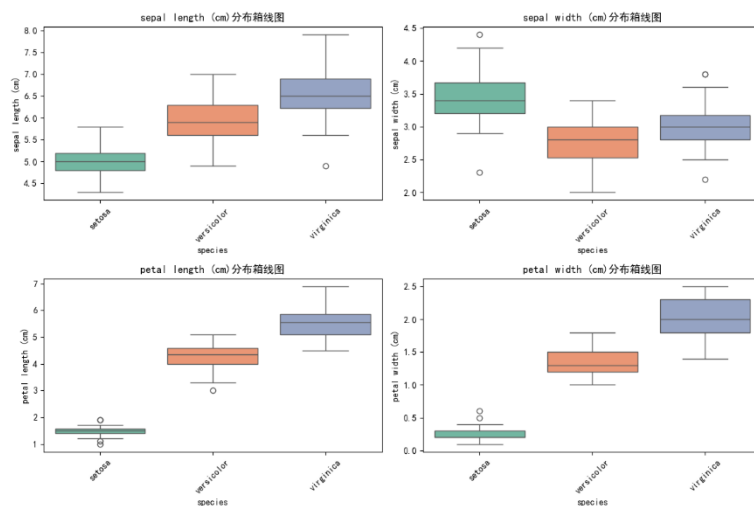 sepal length (cm)分布箱线图
sepal length (cm)
8.0
7.5
7.0
6.5
6.0
5.5
5.0
4.5
setosa
versicolor
virginica
species
sepal width (cm)分布箱线图
sepal width (cm)
4.5
4.0
3.5
3.0
2.5
2.0
setosa
versicolor
virginica
species
petal length (cm)分布箱线图
petal length (cm)
7
6
5
4
3
2
1
setosa
versicolor
virginica
species
petal width (cm)分布箱线图
petal width (cm)
2.5
2.0
1.5
1.0
0.5
0.0
setosa
versicolor
virginica
species